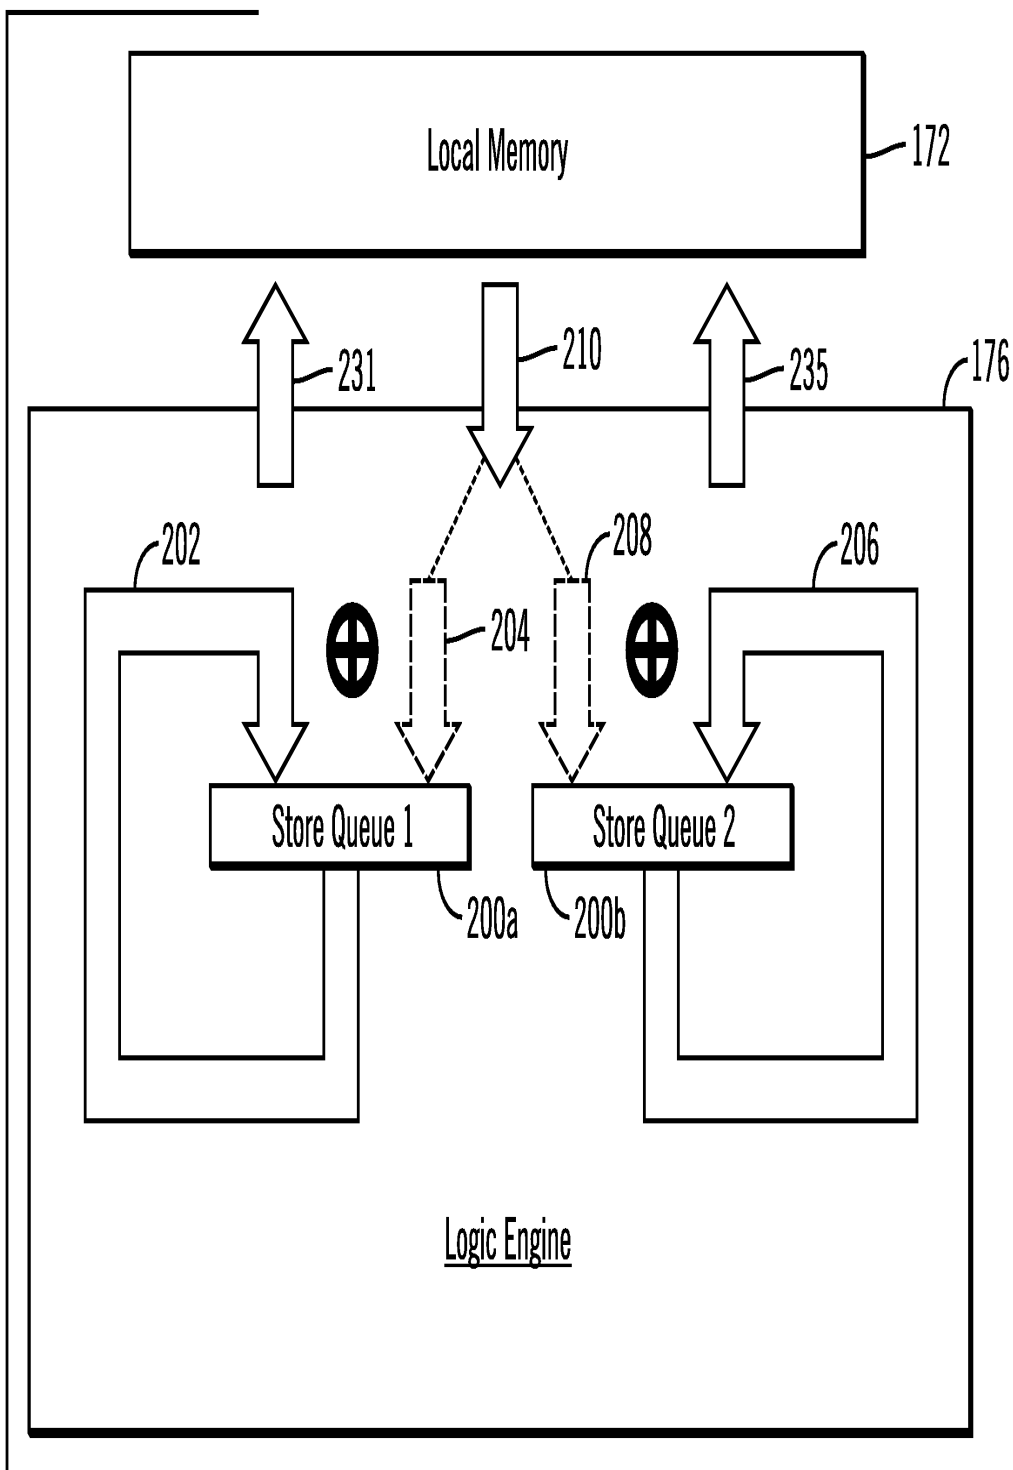 Local Memory
172
231
210
235
176
202
208
206
204
Store Queue 1
Store Queue 2
200a
200b
Logic Engine